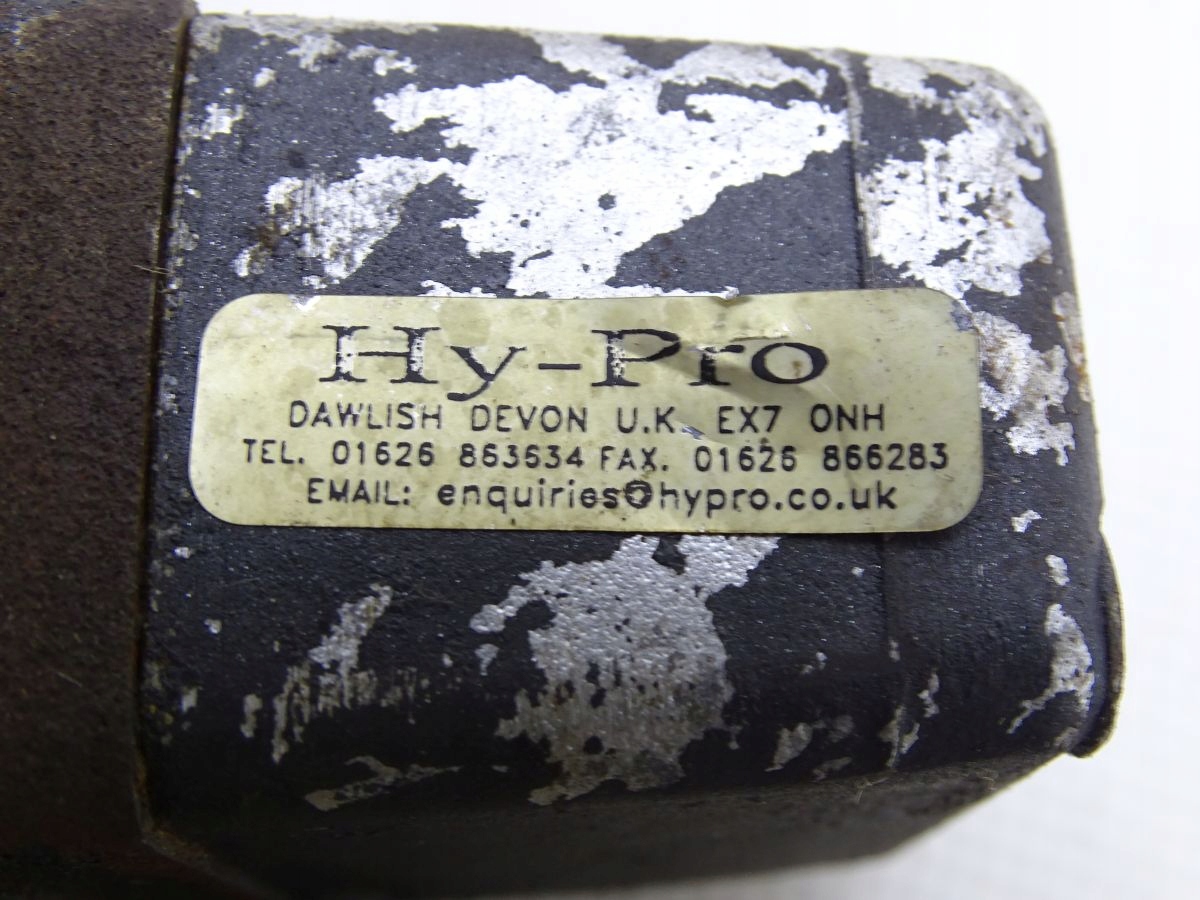 Hy-Pro
DAWLISH DEVON U.K. EX7 0NH
TEL. 01626 863634 FAX. 01626 866283
EMAIL: enquiries@hypro.co.uk